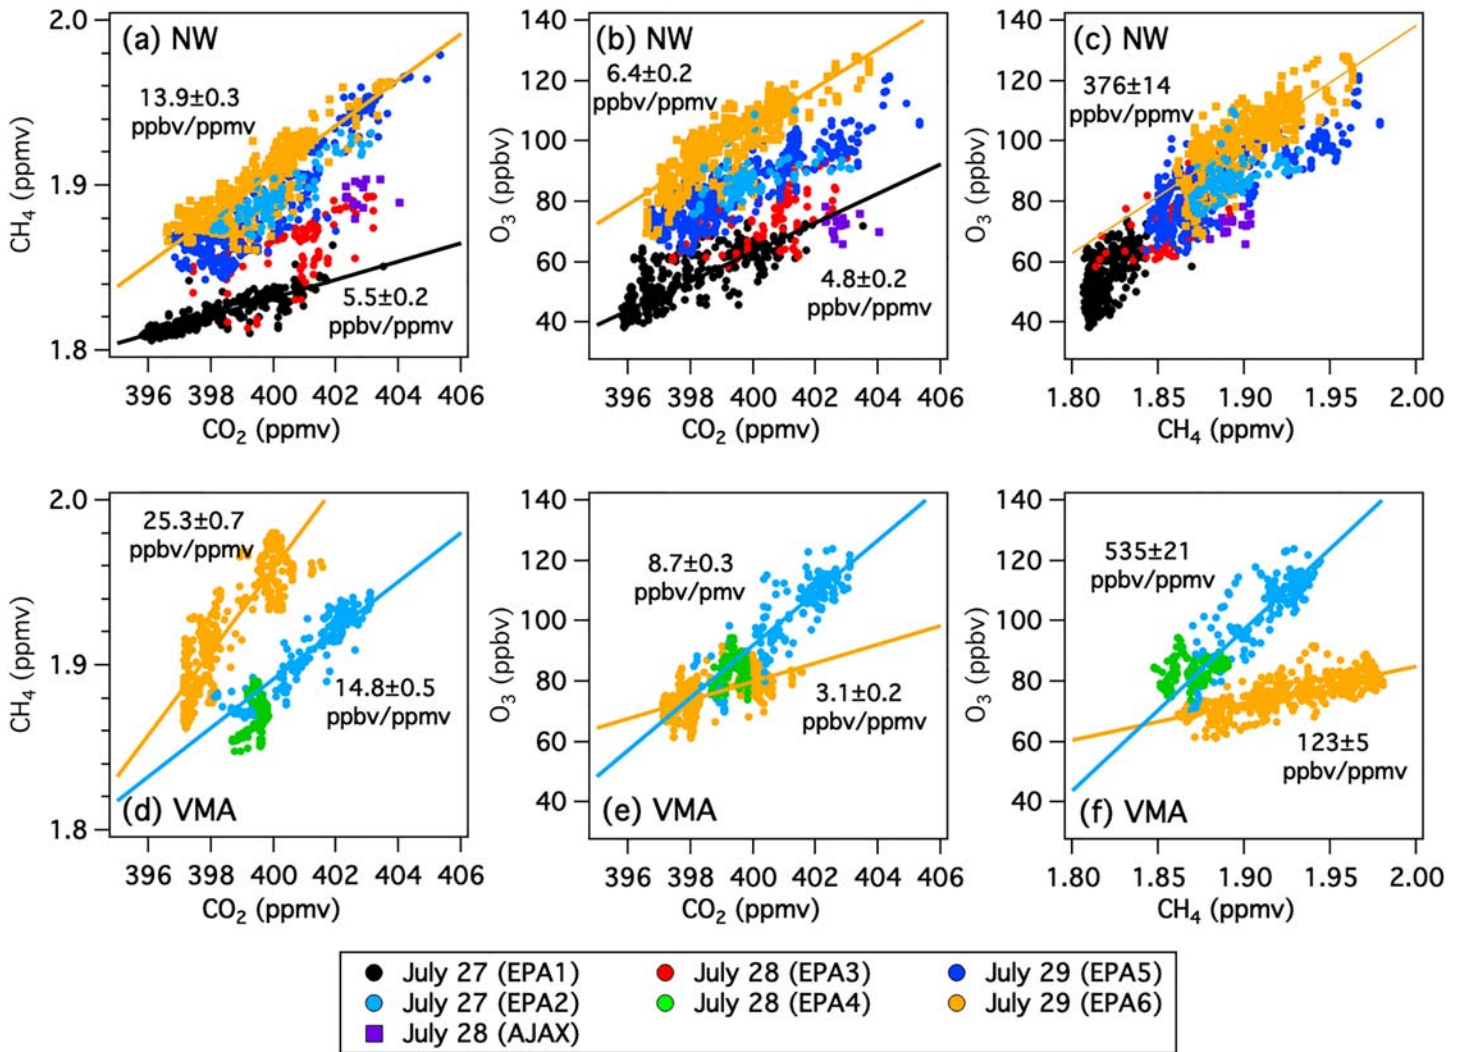 (a) NW
13.9±0.3
ppbv/ppmv
5.5±0.2
ppbv/ppmv
2.0
1.9
1.8
CH₄ (ppmv)
396 398 400 402 404 406
CO₂ (ppmv)
(b) NW
6.4±0.2
ppbv/ppmv
4.8±0.2
ppbv/ppmv
140
120
100
80
60
40
O₃ (ppbv)
396 398 400 402 404 406
CO₂ (ppmv)
(c) NW
376±14
ppbv/ppmv
140
120
100
80
60
40
O₃ (ppbv)
1.80 1.85 1.90 1.95 2.00
CH₄ (ppmv)
25.3±0.7
ppbv/ppmv
14.8±0.5
ppbv/ppmv
(d) VMA
2.0
1.9
1.8
CH₄ (ppmv)
396 398 400 402 404 406
CO₂ (ppmv)
8.7±0.3
ppbv/pmv
3.1±0.2
ppbv/ppmv
(e) VMA
140
120
100
80
60
40
O₃ (ppbv)
396 398 400 402 404 406
CO₂ (ppmv)
535±21
ppbv/ppmv
123±5
ppbv/ppmv
(f) VMA
140
120
100
80
60
40
O₃ (ppbv)
1.80 1.85 1.90 1.95 2.00
CH₄ (ppmv)
July 27 (EPA1) July 28 (EPA3) July 29 (EPA5)
July 27 (EPA2) July 28 (EPA4) July 29 (EPA6)
July 28 (AJAX)